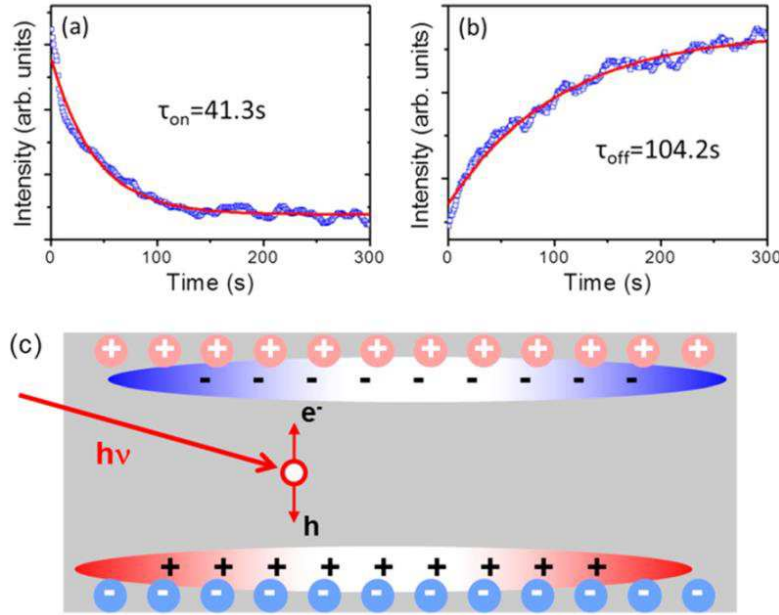 (a)
τon=41.3s
Intensity (arb. units)
0 100 200 300
Time (s)
(b)
τoff=104.2s
Intensity (arb. units)
0 100 200 300
Time (s)
(c)
+ + + + + + + + + + + +
- - - - - - - - -
e-
hν
h
+ + + + + + + + +
- - - - - - - - - - - -